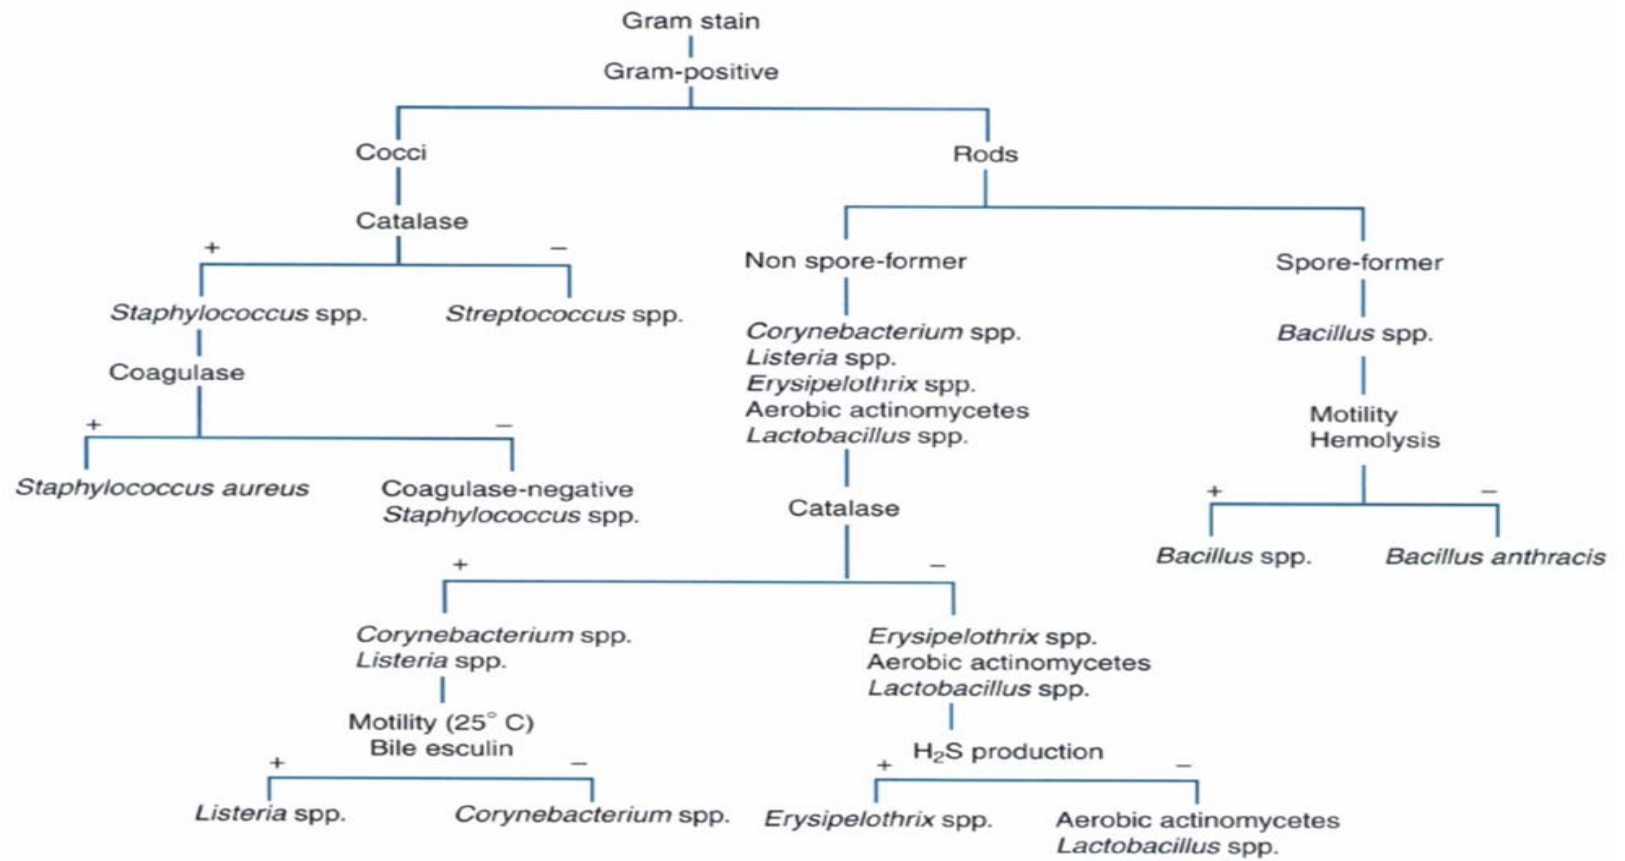 Gram stain
Gram-positive
Cocci
Rods
Catalase
+
−
Non spore-former
Spore-former
Staphylococcus spp.
Streptococcus spp.
Corynebacterium spp.
Listeria spp.
Erysipelothrix spp.
Aerobic actinomycetes
Lactobacillus spp.
Bacillus spp.
Coagulase
+
−
Motility
Hemolysis
Staphylococcus aureus
Coagulase-negative
Staphylococcus spp.
Catalase
+
−
+
−
Bacillus spp.
Bacillus anthracis
Corynebacterium spp.
Listeria spp.
Erysipelothrix spp.
Aerobic actinomycetes
Lactobacillus spp.
Motility (25° C)
Bile esculin
+
−
H₂S production
+
−
Listeria spp.
Corynebacterium spp.
Erysipelothrix spp.
Aerobic actinomycetes
Lactobacillus spp.